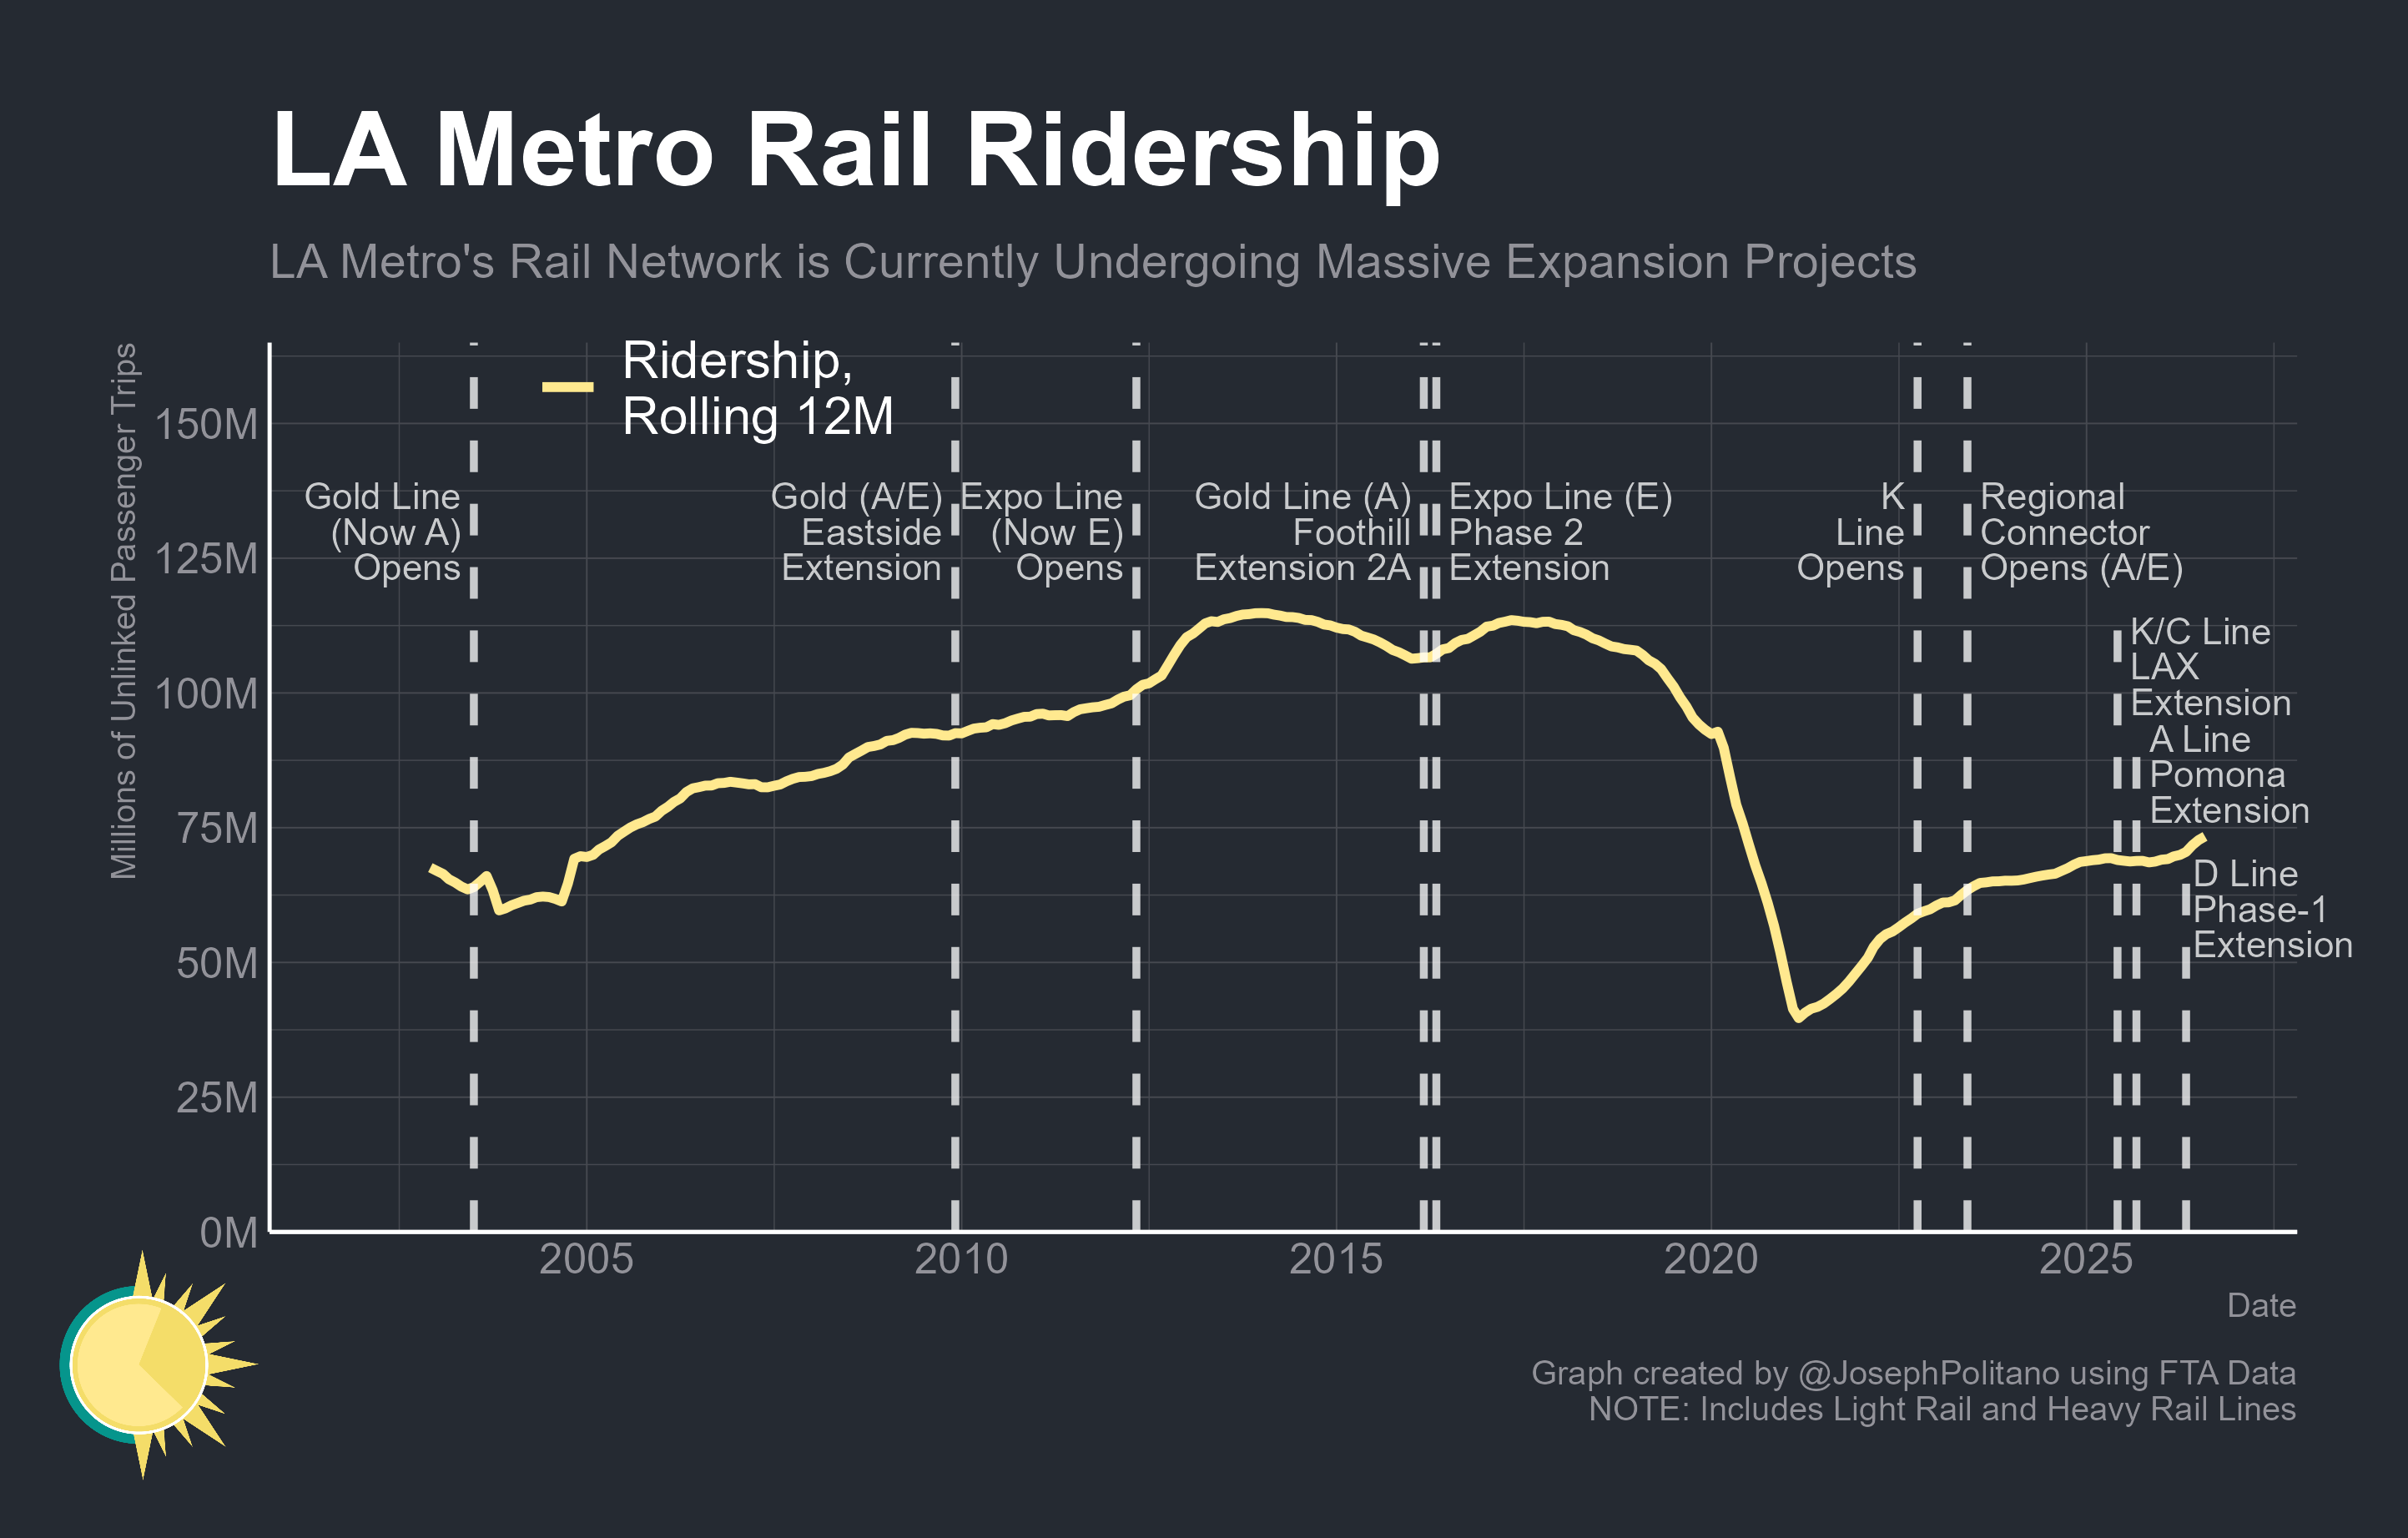 LA Metro Rail Ridership
LA Metro's Rail Network is Currently Undergoing Massive Expansion Projects
Millions of Unlinked Passenger Trips
150M
125M
100M
75M
50M
25M
0M
Ridership,
Rolling 12M
Gold Line
(Now A)
Opens
Gold (A/E)
Eastside
Extension
Expo Line
(Now E)
Opens
Gold Line (A)
Foothill
Extension 2A
Expo Line (E)
Phase 2
Extension
K
Line
Opens
Regional
Connector
Opens (A/E)
K/C Line
LAX
Extension
A Line
Pomona
Extension
D Line
Phase-1
Extension
2005
2010
2015
2020
2025
Date
Graph created by @JosephPolitano using FTA Data
NOTE: Includes Light Rail and Heavy Rail Lines